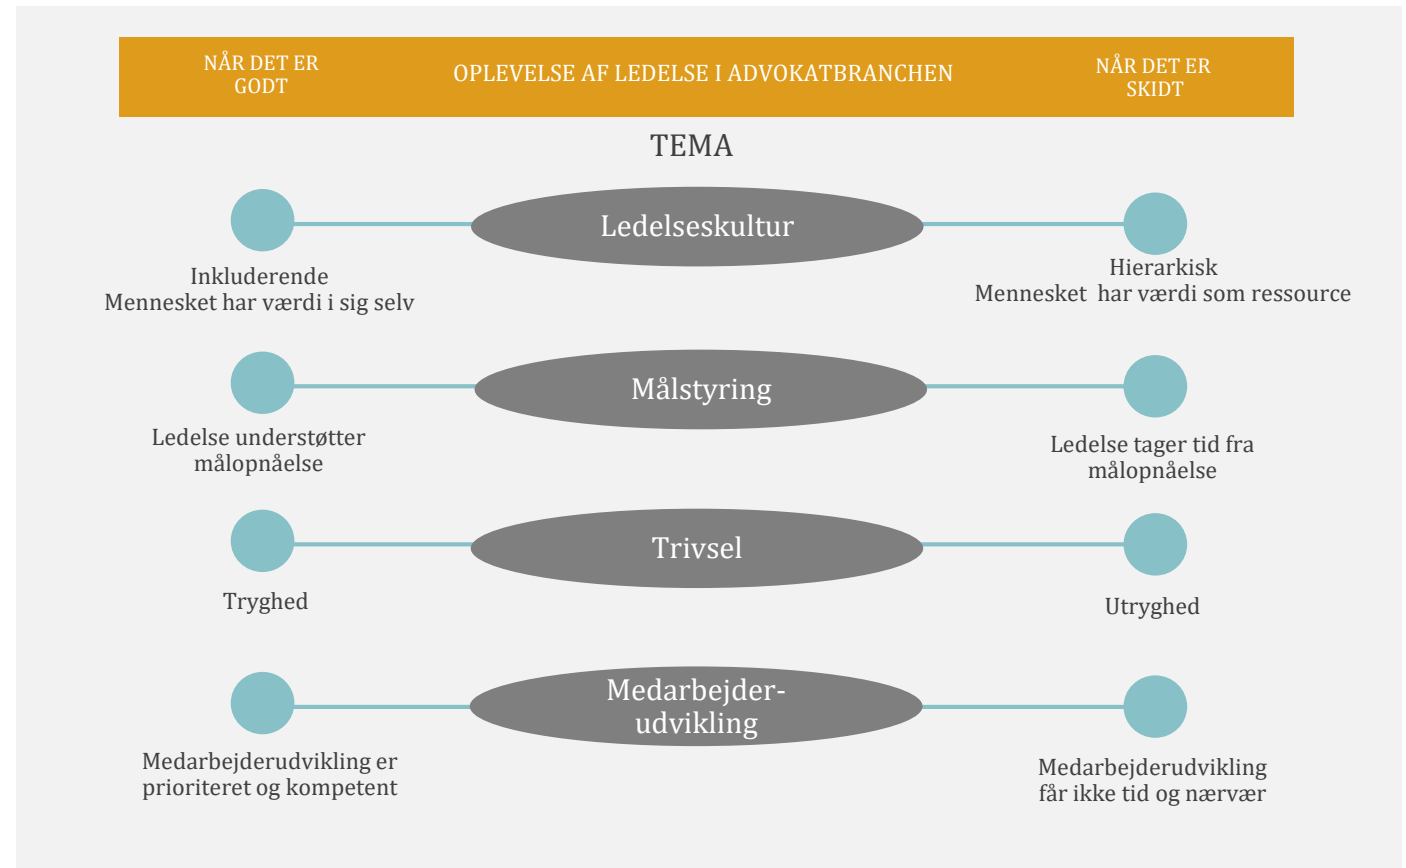 NÅR DET ER
GODT
OPLEVELSE AF LEDELSE I ADVOKATBRANCHEN
NÅR DET ER
SKIDT
TEMA
Ledelseskultur
Inkluderende
Mennesket har værdi i sig selv
Hierarkisk
Mennesket  har værdi som ressource
Målstyring
Ledelse understøtter
målopnåelse
Ledelse tager tid fra
målopnåelse
Trivsel
Tryghed
Utryghed
Medarbejder-
udvikling
Medarbejderudvikling er
prioriteret og kompetent
Medarbejderudvikling
får ikke tid og nærvær